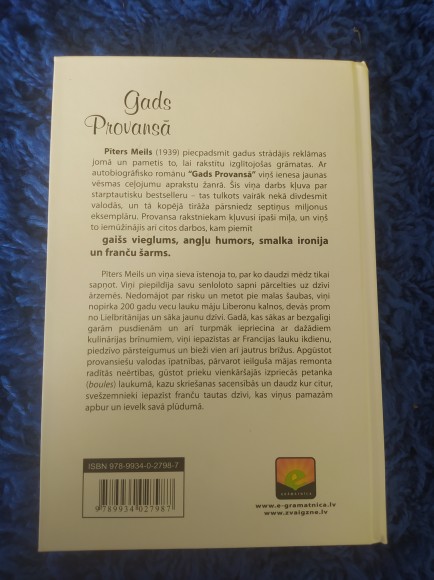 Gads
Provansā
Pīters Meils (1939) piecpadsmit gadus strādājis reklāmas
jomā un pametis to, lai rakstītu izglītojošas grāmatas. Ar
autobiogrāfisko romānu "Gads Provansā" viņš ienesa jaunas
vēsmas ceļojumu aprakstu žanrā. Šis viņa darbs kļuva par
starptautisku bestselleru – tas tulkots vairāk nekā divdesmit
valodās, un tā kopējā tirāža pārsniedz septiņus miljonus
eksemplāru. Provansa rakstniekam kļuvusi īpaši mīļa, un viņš
to iemūžinājis arī citos darbos, kam piemīt
gaišs vieglums, angļu humors, smalka ironija
un franču šarms.
Pīters Meils un viņa sieva īstenoja to, par ko daudzi mēdz tikai
sapņot. Viņi piepildīja savu senloloto sapni pārcelties uz dzīvi
ārzemēs. Nedomājot par risku un metot pie malas šaubas, viņi
nopirka 200 gadu vecu lauku māju Liberonu kalnos, devās prom
no Lielbritānijas un sāka jaunu dzīvi. Gadā, kas sākas ar bezgalīgi
garām pusdienām un arī turpmāk iepriecina ar dažādiem
kulinārijas brīnumiem, viņi iepazīstas ar Francijas lauku ikdienu,
piedzīvo pārsteigumus un bieži vien arī jautrus brīžus. Apgūstot
provansiešu valodas īpatnības, pārvarot ieilguša mājas remonta
radītās neērtības, gūstot prieku vienkāršajās izpriecās petanka
(boules) laukumā, kazu skriešanas sacensībās un daudz kur citur,
svešzemnieki iepazīst franču tautas dzīvi, kas viņus pamazām
apbur un ievelk savā plūdumā.
ISBN 978-9934-0-2798-7
9 789934 027987
e
GRĀMATNĪCA
www.e-gramatnica.lv
www.zvaigzne.lv